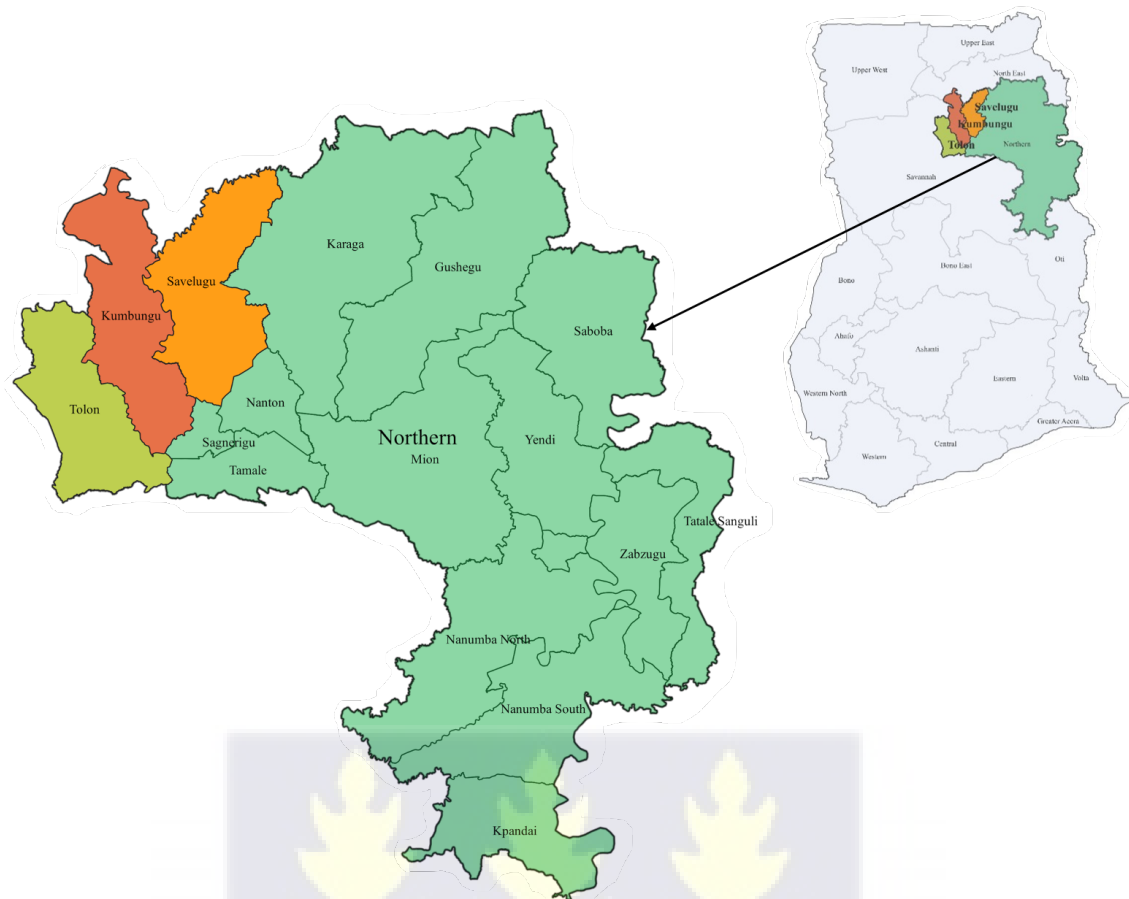 Karaga
Gushegu
Savelugu
Kumbungu
Saboba
Tolon
Nanton
Sagnerigu
Northern
Mion
Yendi
Tamale
Tatale Sanguli
Zabzugu
Nanumba North
Nanumba South
Kpandai
Upper East
Upper West
North East
Savelugu
Kumbungu
Tolon
Northern
Savannah
Oti
Bono East
Bono
Ahafo
Ashanti
Eastern
Volta
Western North
Greater Accra
Central
Western